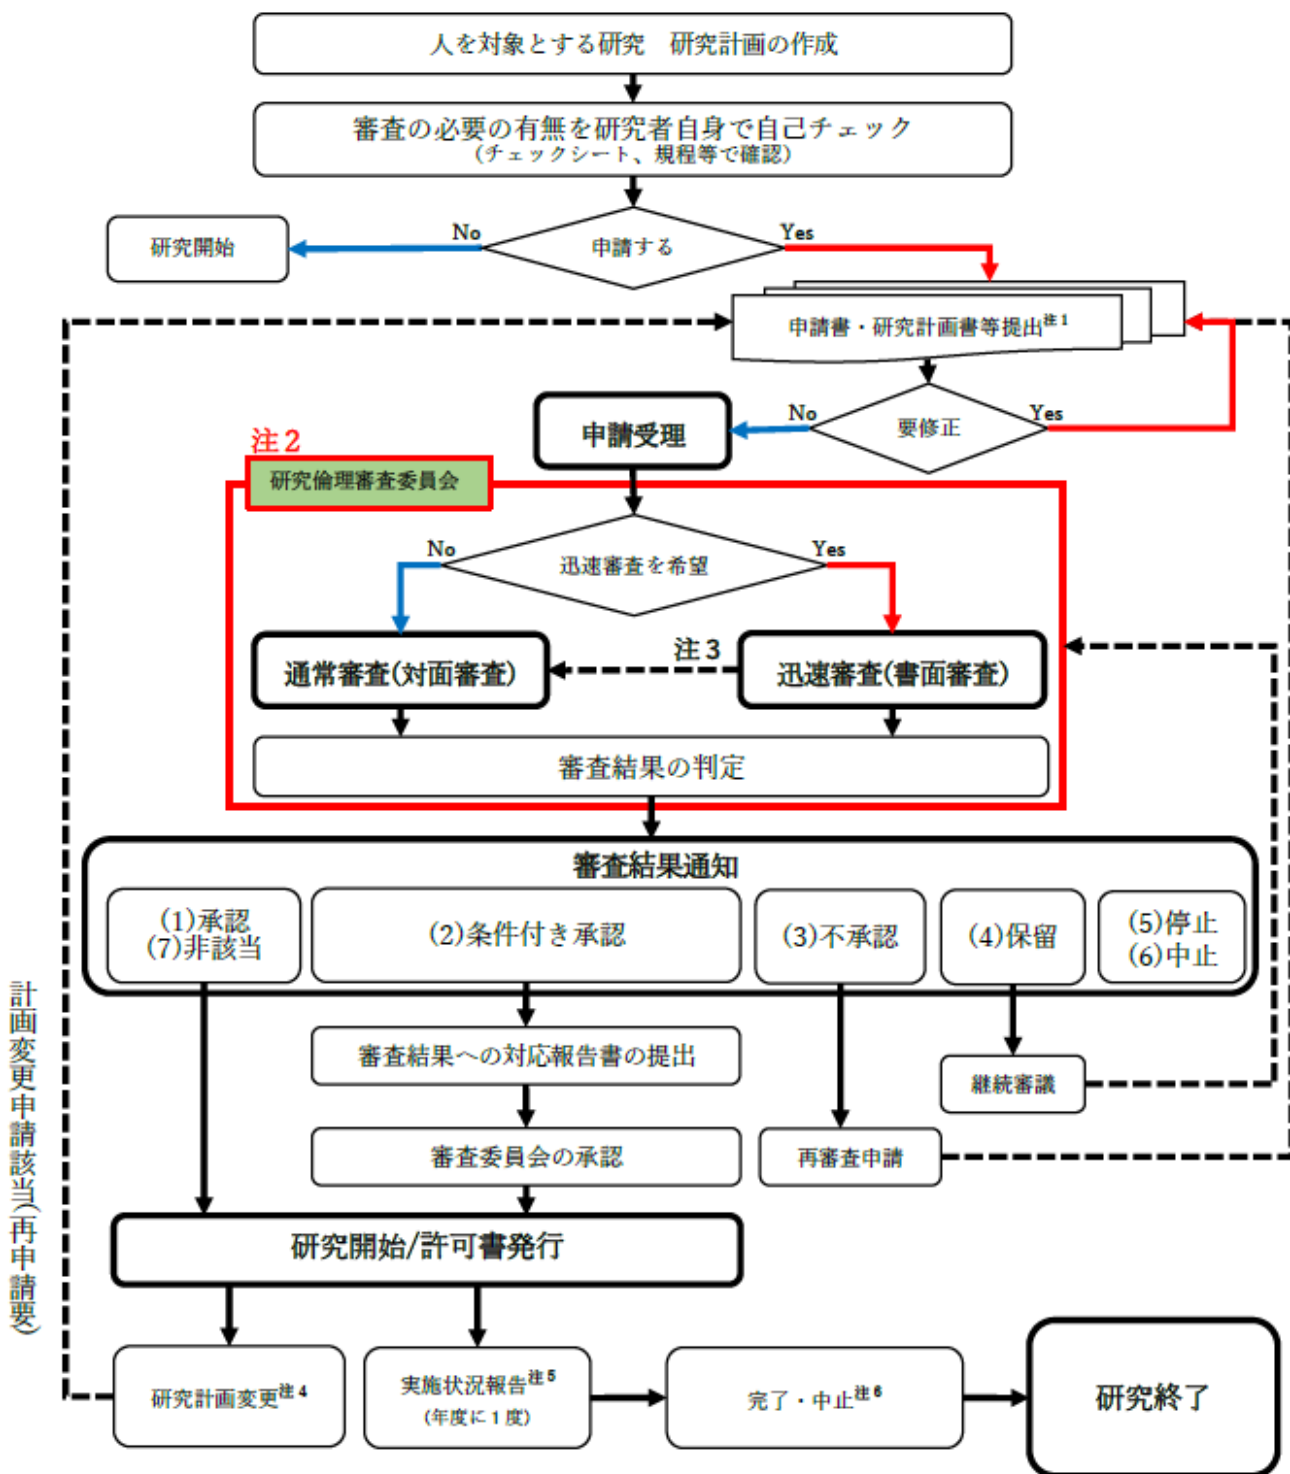 人を対象とする研究　研究計画の作成
審査の必要の有無を研究者自身で自己チェック
(チェックシート、規程等で確認)
No
申請する
Yes
研究開始
申請書・研究計画書等提出注1
申請受理
No
要修正
Yes
注2
研究倫理審査委員会
No
迅速審査を希望
Yes
通常審査(対面審査)
注3
迅速審査(書面審査)
審査結果の判定
審査結果通知
(1)承認
(7)非該当
(2)条件付き承認
(3)不承認
(4)保留
(5)停止
(6)中止
審査結果への対応報告書の提出
継続審議
審査委員会の承認
再審査申請
研究開始/許可書発行
計画変更申請該当(再申請要)
研究計画変更注4
実施状況報告注5
(年度に1度)
完了・中止注6
研究終了